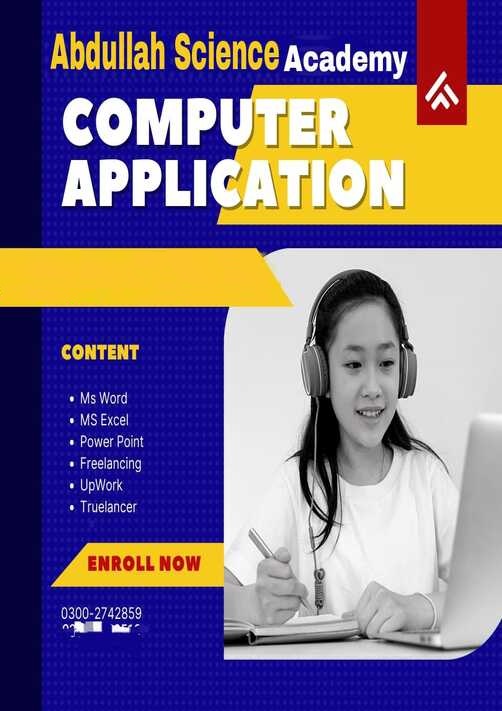 Abdullah Science Academy
COMPUTER
APPLICATION
CONTENT
• Ms Word
• MS Excel
• Power Point
• Freelancing
• UpWork
• Truelancer
ENROLL NOW
0300-2742859